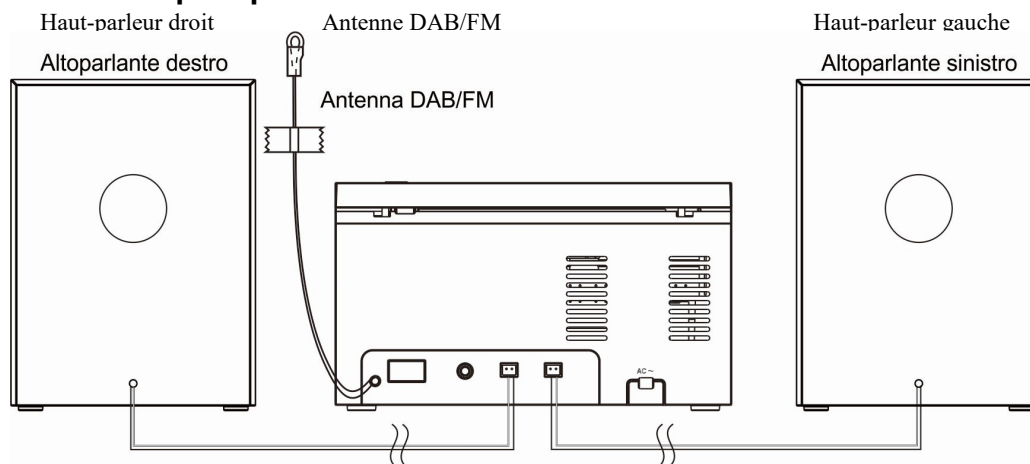 Haut-parleur droit
Antenne DAB/FM
Haut-parleur gauche
Altoparlante destro
Altoparlante sinistro
Antenna DAB/FM
AC ~